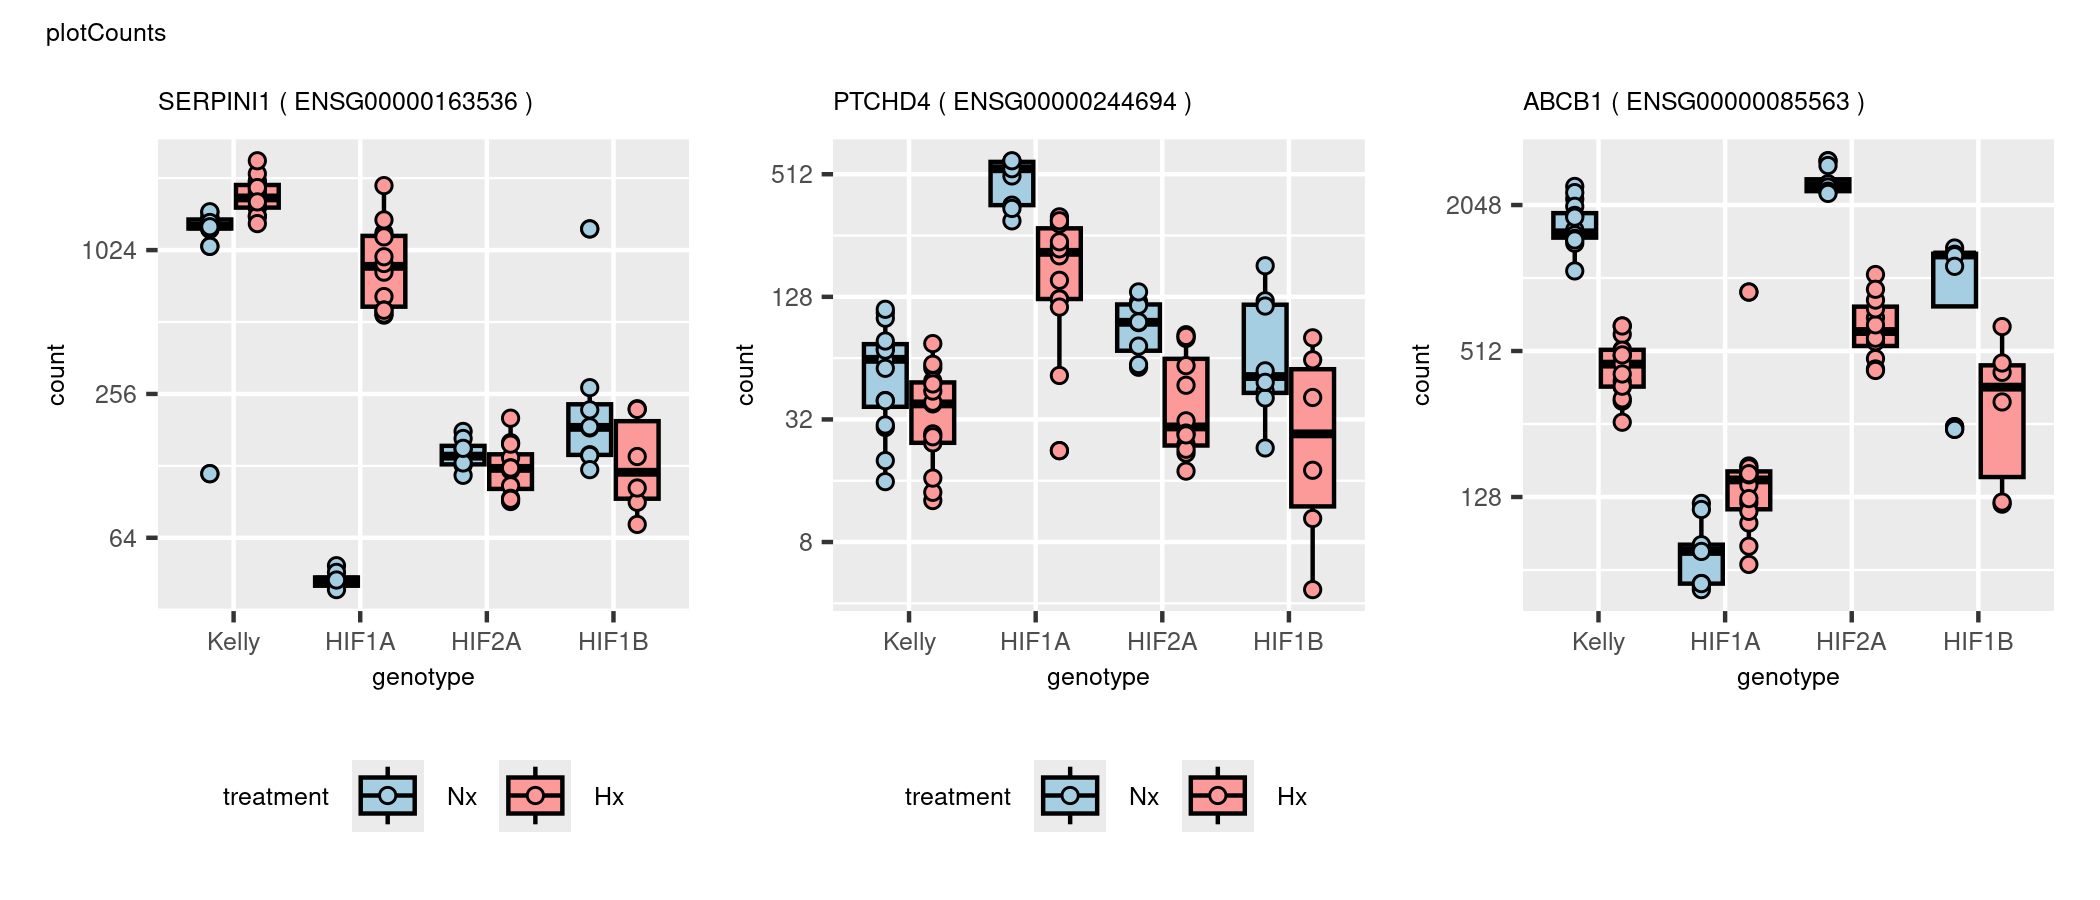 plotCounts
SERPINI1 ( ENSG00000163536 )
count
1024
256
64
Kelly HIF1A HIF2A HIF1B
genotype
treatment Nx Hx
PTCHD4 ( ENSG00000244694 )
count
512
128
32
8
Kelly HIF1A HIF2A HIF1B
genotype
treatment Nx Hx
ABCB1 ( ENSG00000085563 )
count
2048
512
128
Kelly HIF1A HIF2A HIF1B
genotype